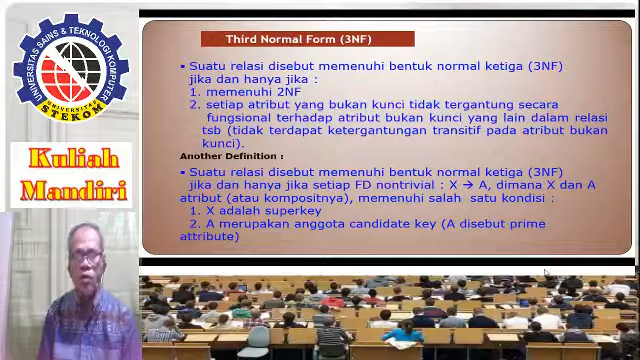 Third Normal Form (3NF)
▪ Suatu relasi disebut memenuhi bentuk normal ketiga (3NF)
jika dan hanya jika :
1. memenuhi 2NF
2. setiap atribut yang bukan kunci tidak tergantung secara
fungsional terhadap atribut bukan kunci yang lain dalam relasi
tsb (tidak terdapat ketergantungan transitif pada atribut bukan
kunci).
Another Definition :
▪ Suatu relasi disebut memenuhi bentuk normal ketiga (3NF)
jika dan hanya jika setiap FD nontrivial : X → A, dimana X dan A
atribut (atau kompositnya), memenuhi salah satu kondisi :
1. X adalah superkey
2. A merupakan anggota candidate key (A disebut prime
attribute)
UNIVERSITAS SAINS & TEKNOLOGI KOMPUTER
UNIVERSITAS
STEKOM
Kuliah
Mandiri